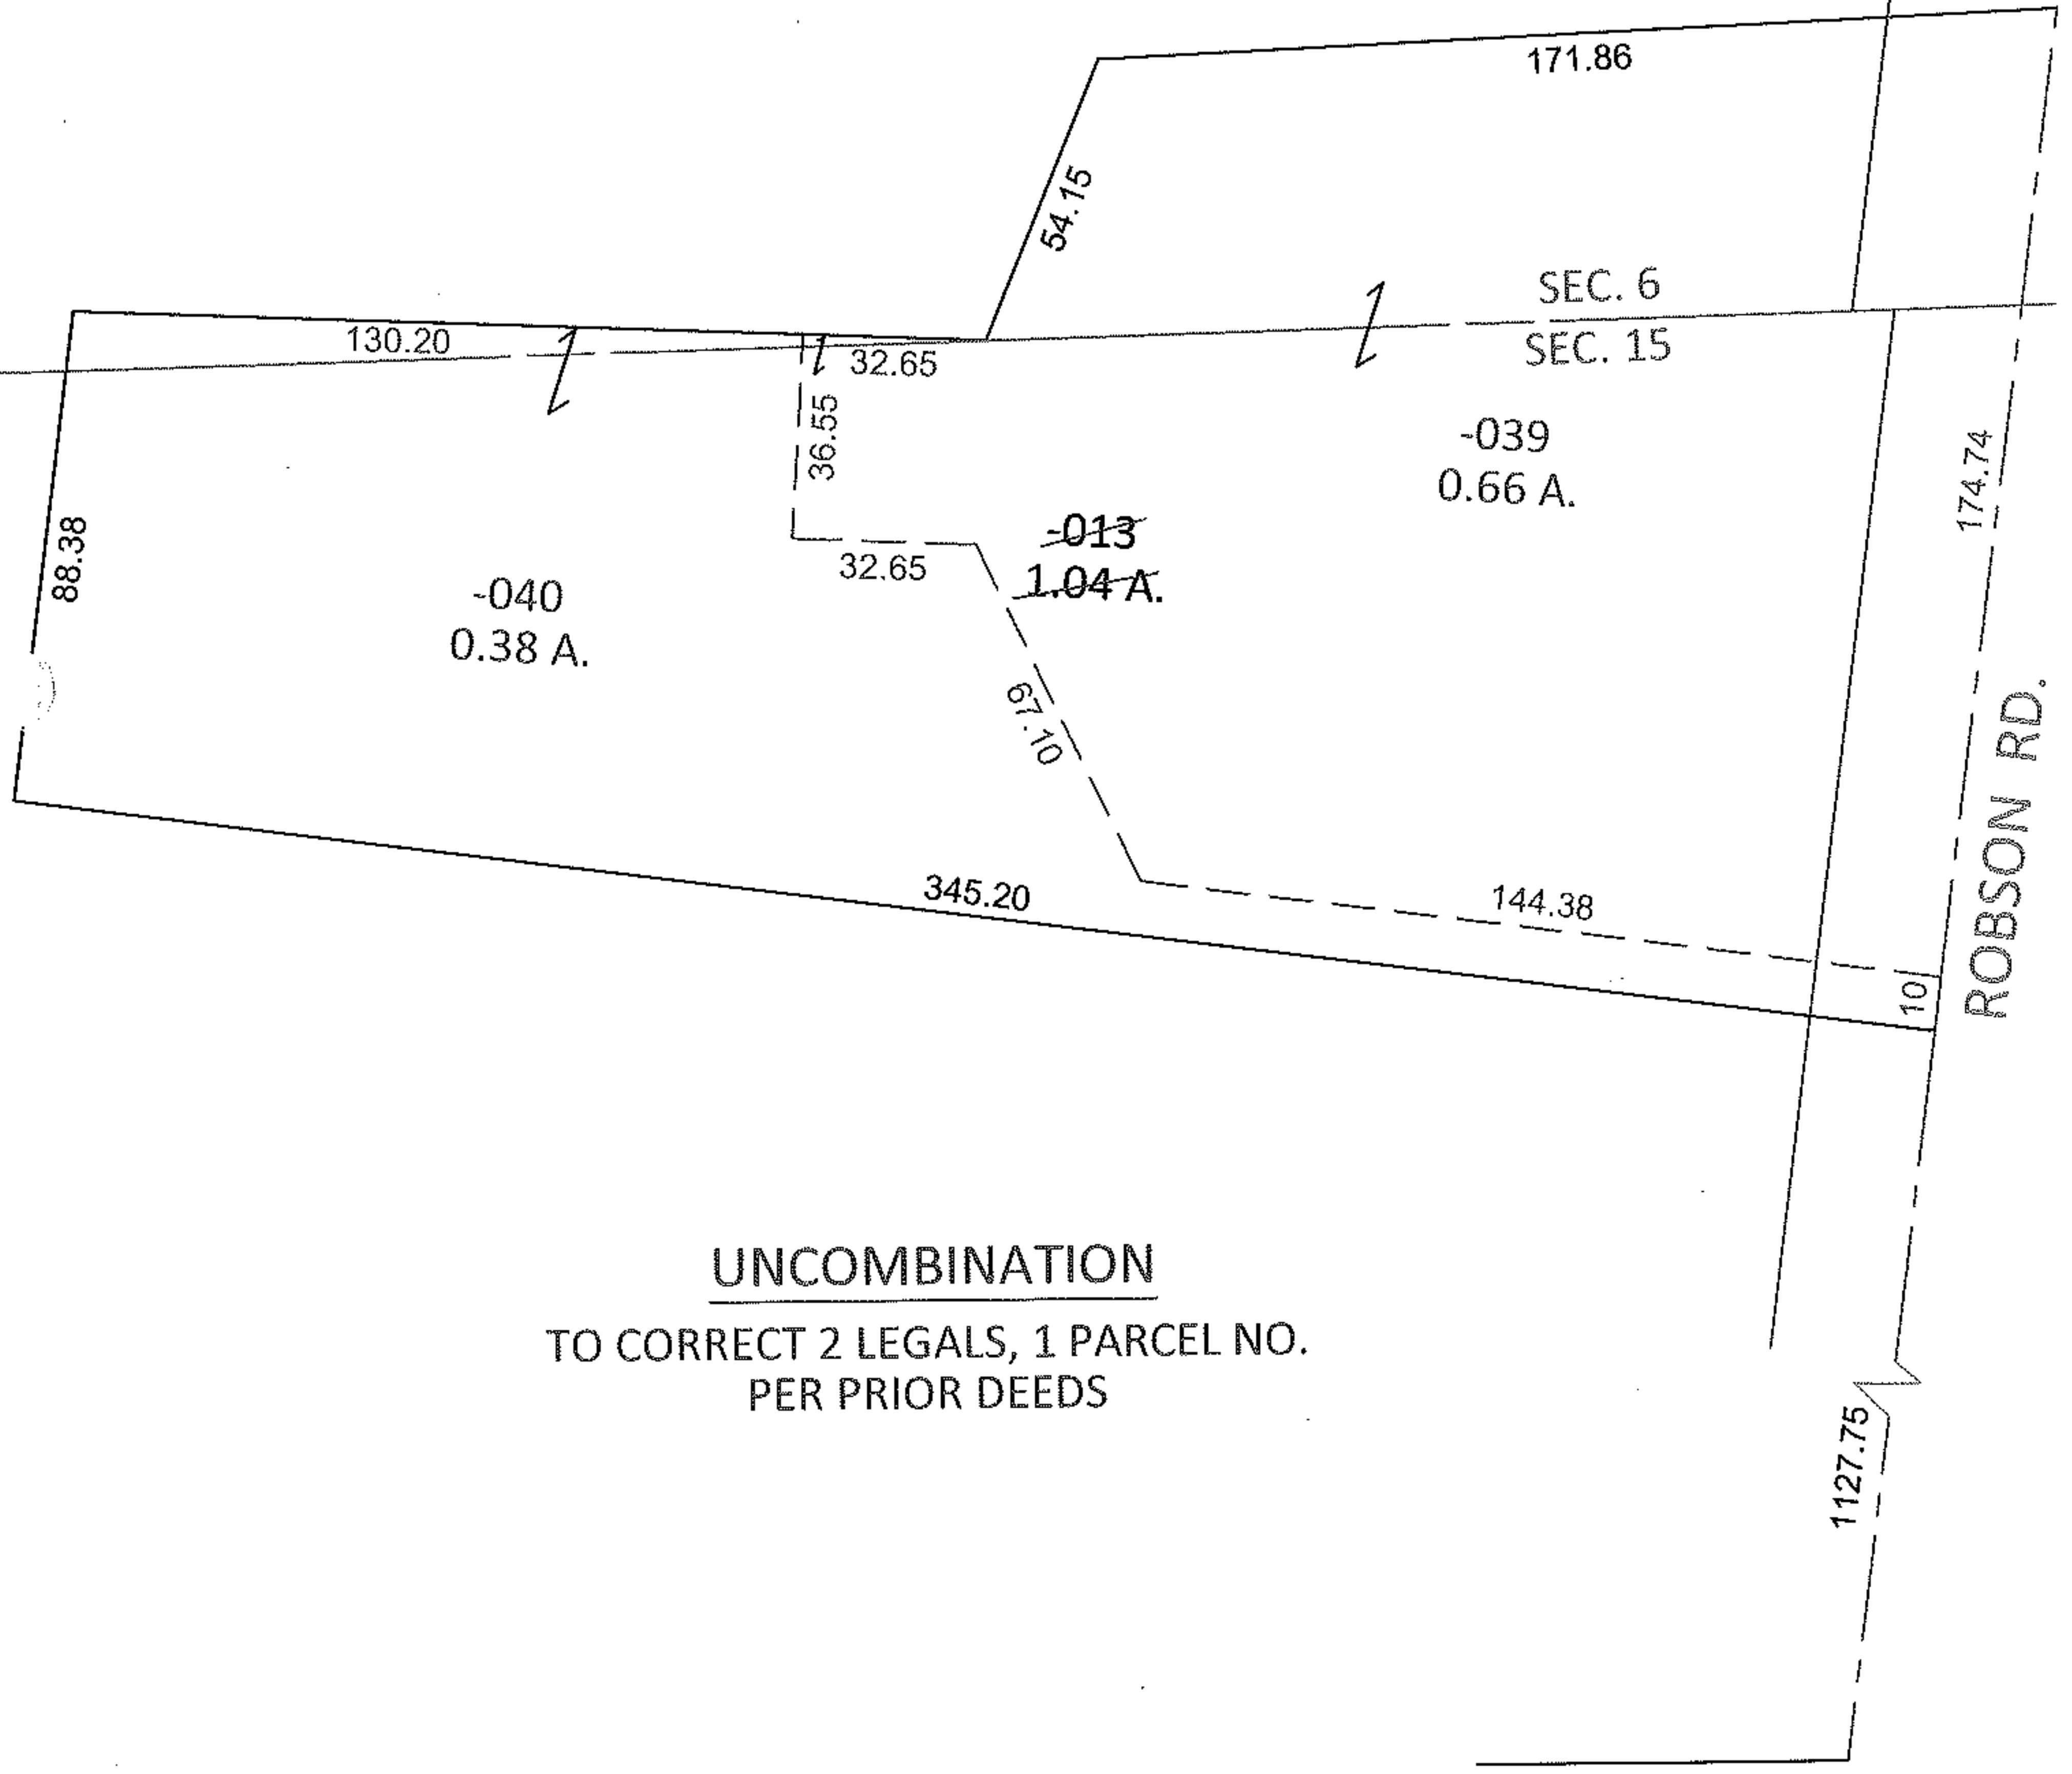 171.86
54.15
SEC. 6
130.20
32.65
SEC. 15
36.55
-039
0.66 A.
174.74
-013
1.04 A.
88.38
32.65
-040
0.38 A.
67.10
ROBSON RD.
345.20
144.38
10
UNCOMBINATION
TO CORRECT 2 LEGALS, 1 PARCEL NO.
PER PRIOR DEEDS
1127.75